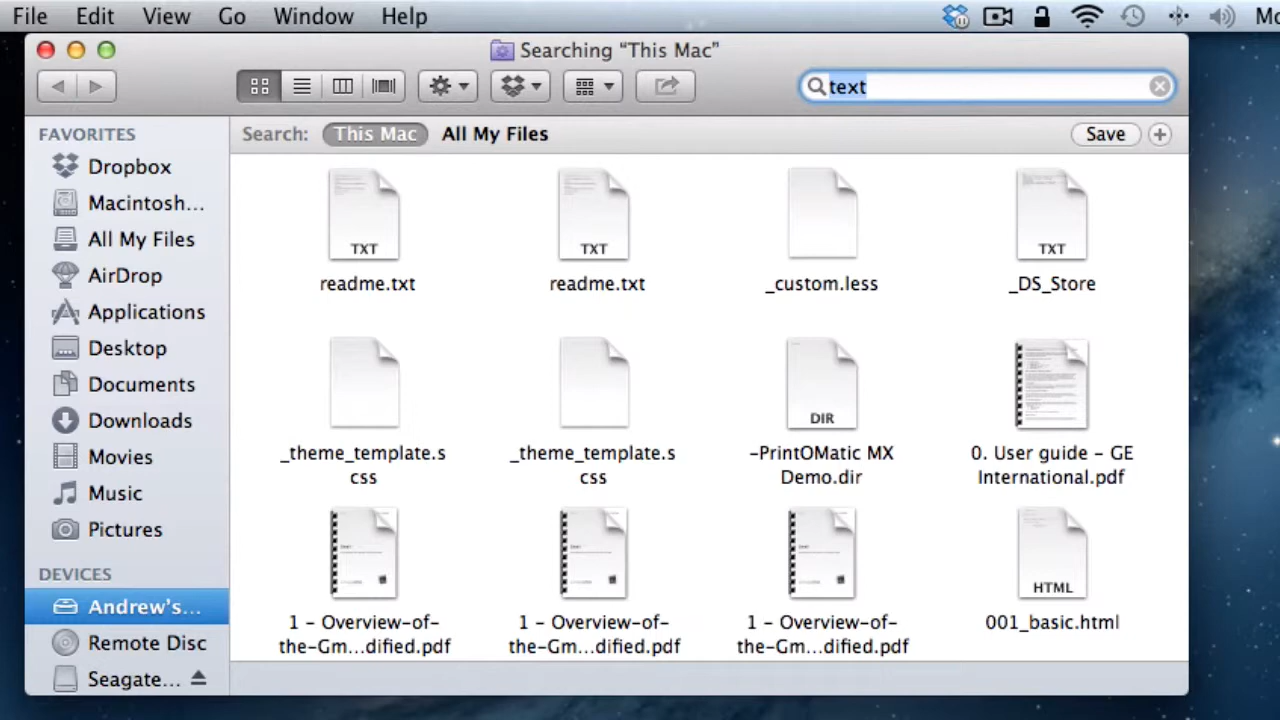 File Edit View Go Window Help Mo
Searching “This Mac”
text
Search: This Mac All My Files Save +
FAVORITES
Dropbox
Macintosh…
All My Files
AirDrop
Applications
Desktop
Documents
Downloads
Movies
Music
Pictures
DEVICES
Andrew’s…
Remote Disc
Seagate…
TXT TXT TXT
readme.txt readme.txt _custom.less _DS_Store
DIR
_theme_template.s _theme_template.s -PrintOMatic MX 0. User guide - GE
css css Demo.dir International.pdf
HTML
1 - Overview-of- 1 - Overview-of- 1 - Overview-of- 001_basic.html
the-Gm...dified.pdf the-Gm...dified.pdf the-Gm...dified.pdf